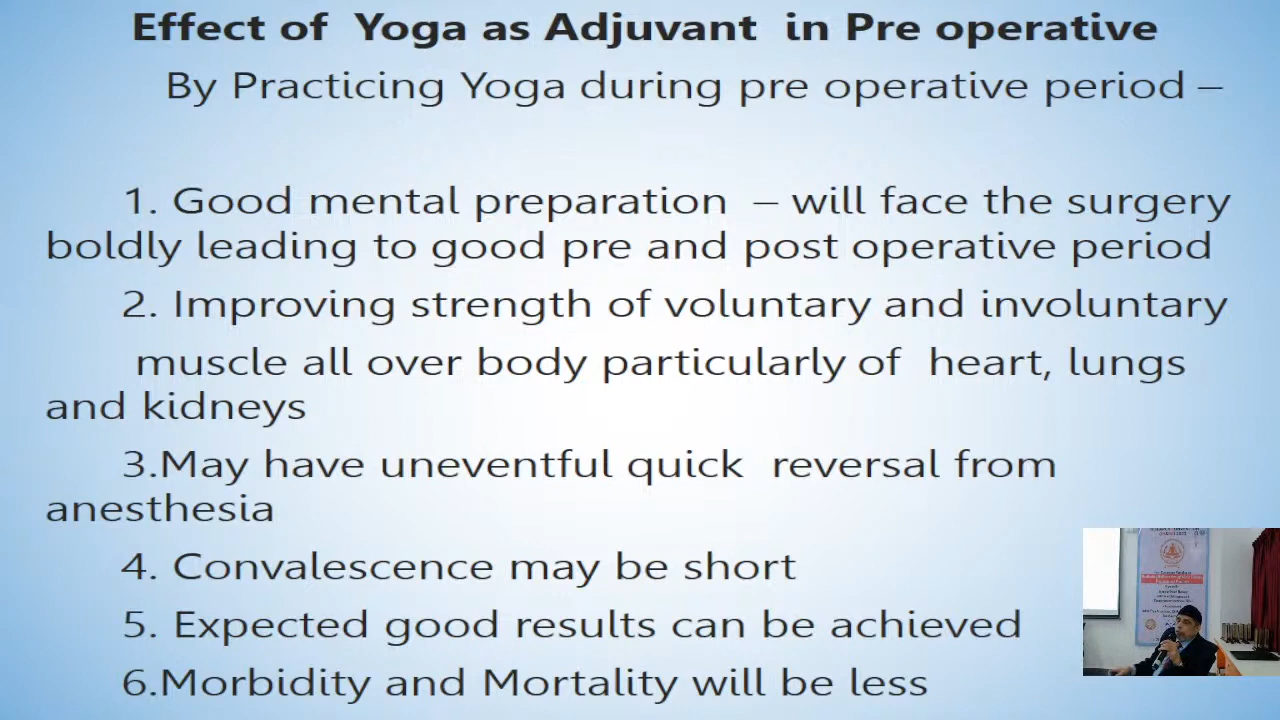 Effect of Yoga as Adjuvant in Pre operative
By Practicing Yoga during pre operative period –
1. Good mental preparation – will face the surgery
boldly leading to good pre and post operative period
2. Improving strength of voluntary and involuntary
muscle all over body particularly of heart, lungs
and kidneys
3.May have uneventful quick reversal from
anesthesia
4. Convalescence may be short
5. Expected good results can be achieved
6.Morbidity and Mortality will be less